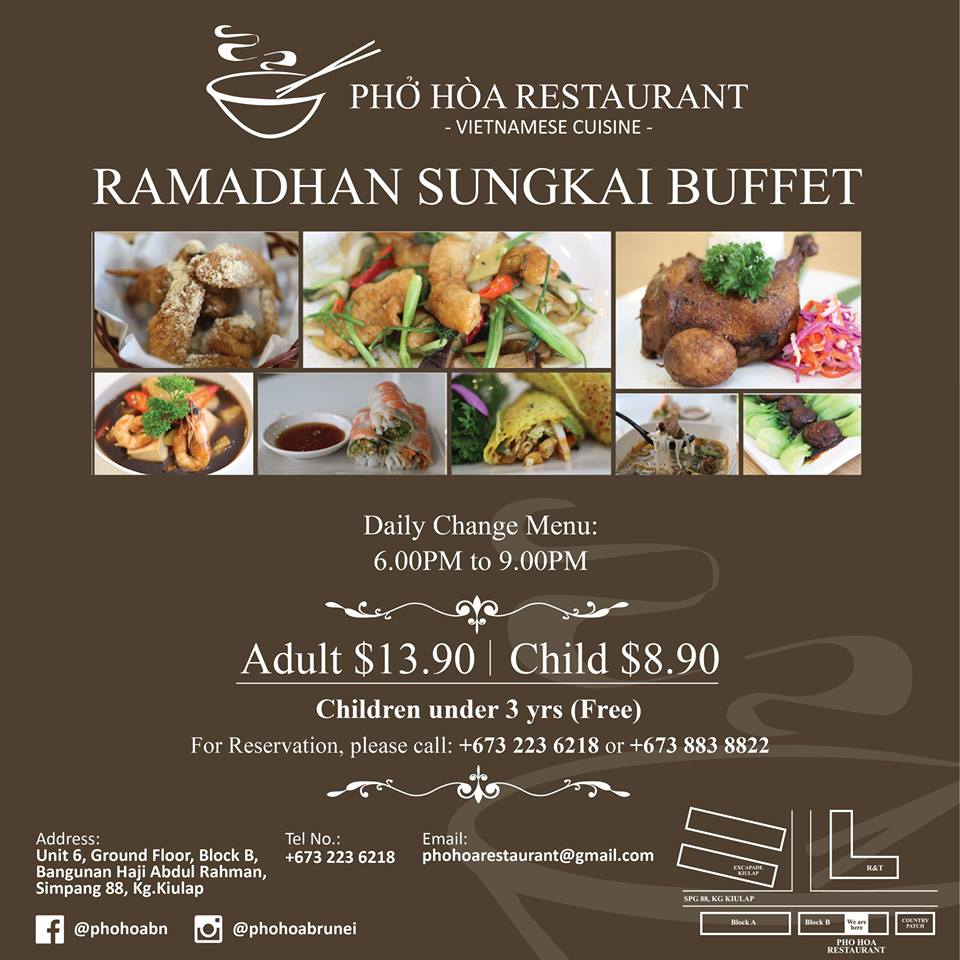 PHỞ HÒA RESTAURANT
- VIETNAMESE CUISINE -
RAMADHAN SUNGKAI BUFFET
Daily Change Menu:
6.00PM to 9.00PM
Adult $13.90 | Child $8.90
Children under 3 yrs (Free)
For Reservation, please call: +673 223 6218 or +673 883 8822
Address:
Unit 6, Ground Floor, Block B,
Bangunan Haji Abdul Rahman,
Simpang 88, Kg.Kiulap
Tel No.:
+673 223 6218
Email:
phohoarestaurant@gmail.com
@phohoabn
@phohoabrunei
EXCAPADE
KIULAP
R&T
SPG 88, KG KIULAP
Block A
Block B
We are
here
COUNTRY
PATCH
PHO HOA
RESTAURANT